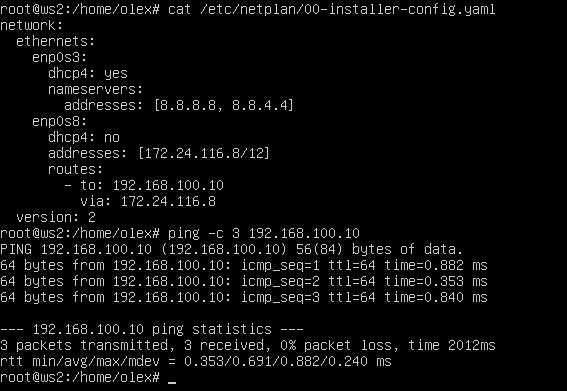 root@ws2:/home/olex# cat /etc/netplan/00-installer-config.yaml
network:
  ethernets:
    enp0s3:
      dhcp4: yes
      nameservers:
        addresses: [8.8.8.8, 8.8.4.4]
    enp0s8:
      dhcp4: no
      addresses: [172.24.116.8/12]
      routes:
        - to: 192.168.100.10
          via: 172.24.116.8
  version: 2
root@ws2:/home/olex# ping -c 3 192.168.100.10
PING 192.168.100.10 (192.168.100.10) 56(84) bytes of data.
64 bytes from 192.168.100.10: icmp_seq=1 ttl=64 time=0.882 ms
64 bytes from 192.168.100.10: icmp_seq=2 ttl=64 time=0.353 ms
64 bytes from 192.168.100.10: icmp_seq=3 ttl=64 time=0.840 ms

--- 192.168.100.10 ping statistics ---
3 packets transmitted, 3 received, 0% packet loss, time 2012ms
rtt min/avg/max/mdev = 0.353/0.691/0.882/0.240 ms
root@ws2:/home/olex# _